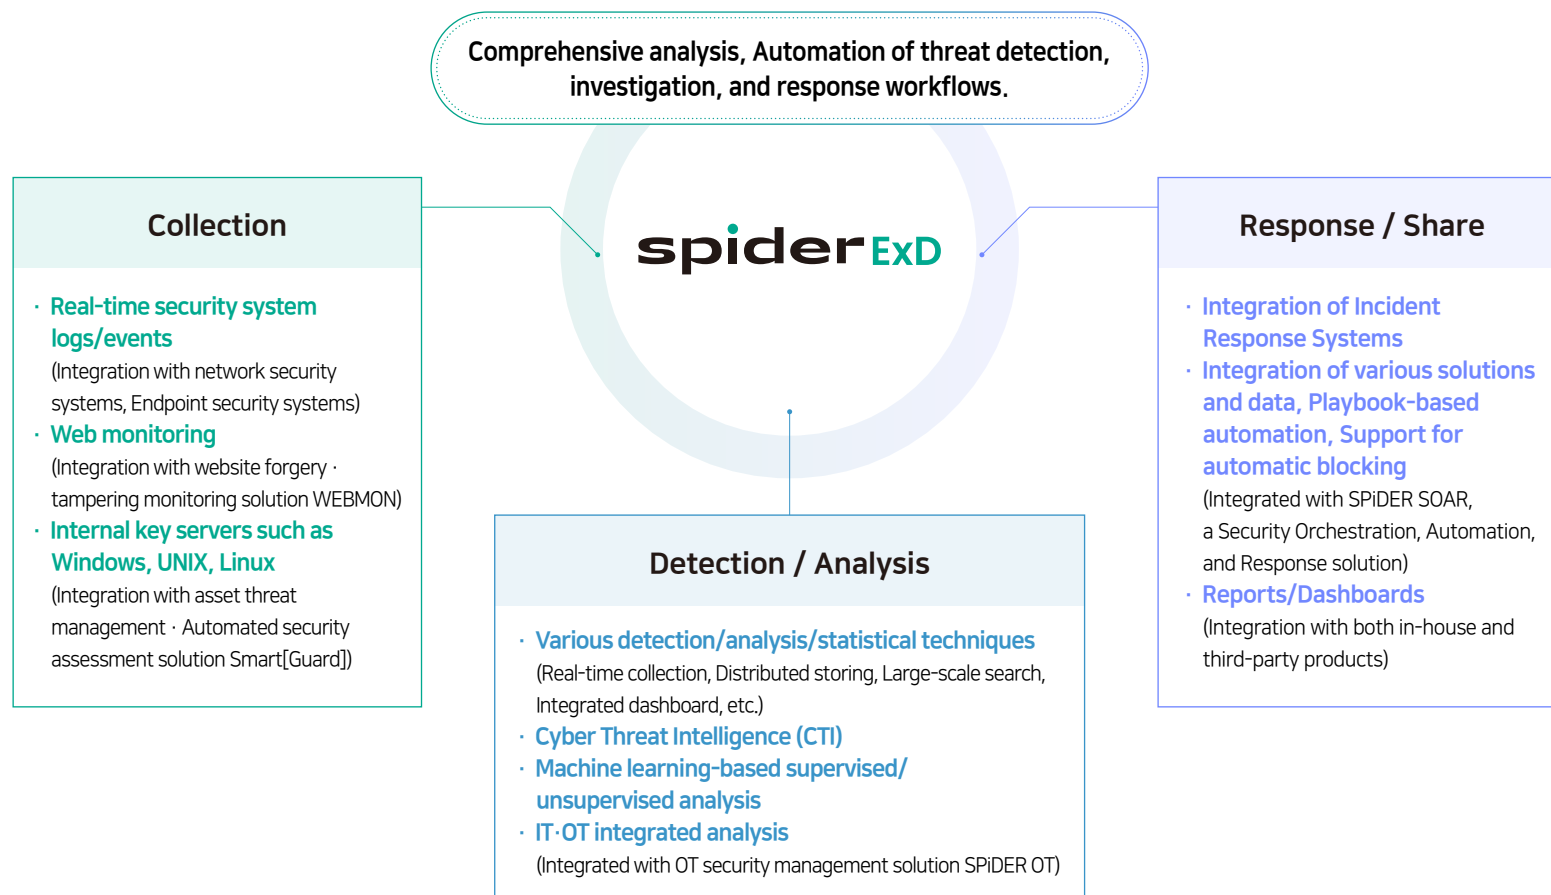 Comprehensive analysis, Automation of threat detection,
investigation, and response workflows.
spider ExD
Collection
· Real-time security system
logs/events
(Integration with network security
systems, Endpoint security systems)
· Web monitoring
(Integration with website forgery ·
tampering monitoring solution WEBMON)
· Internal key servers such as
Windows, UNIX, Linux
(Integration with asset threat
management · Automated security
assessment solution Smart[Guard])
Detection / Analysis
· Various detection/analysis/statistical techniques
(Real-time collection, Distributed storing, Large-scale search,
Integrated dashboard, etc.)
· Cyber Threat Intelligence (CTI)
· Machine learning-based supervised/
unsupervised analysis
· IT·OT integrated analysis
(Integrated with OT security management solution SPiDER OT)
Response / Share
· Integration of Incident
Response Systems
· Integration of various solutions
and data, Playbook-based
automation, Support for
automatic blocking
(Integrated with SPiDER SOAR,
a Security Orchestration, Automation,
and Response solution)
· Reports/Dashboards
(Integration with both in-house and
third-party products)